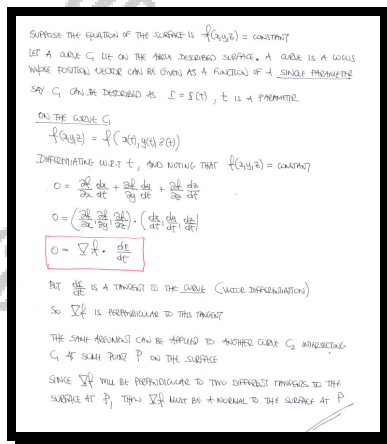 SUPPOSE THE EQUATION OF THE SURFACE IS f(x,y,z) = CONSTANT
LET A CURVE C₁ LIE ON THE ABOVE DESCRIBED SURFACE. A CURVE IS A LOCUS
WHOSE POSITION VECTOR CAN BE GIVEN AS A FUNCTION OF A SINGLE PARAMETER
SAY C₁ CAN BE DESCRIBED AS r = r(t) , t IS A PARAMETER
ON THE CURVE C₁
f(x,y,z) = f(x(t), y(t), z(t))
DIFFERENTIATING W.R.T t, AND NOTING THAT f(x,y,z) = CONSTANT
0 = ∂f/∂x dx/dt + ∂f/∂y dy/dt + ∂f/∂z dz/dt
0 = (∂f/∂x, ∂f/∂y, ∂f/∂z) · (dx/dt, dy/dt, dz/dt)
0 = ∇f · dr/dt
BUT dr/dt IS A TANGENT TO THE CURVE (VECTOR DIFFERENTIATION)
SO ∇f IS PERPENDICULAR TO THIS TANGENT
THE SAME ARGUMENT CAN BE APPLIED TO ANOTHER CURVE C₂ INTERSECTING
C₁ AT SOME POINT P ON THE SURFACE
SINCE ∇f WILL BE PERPENDICULAR TO TWO DIFFERENT TANGENTS TO THE
SURFACE AT P, THEN ∇f MUST BE A NORMAL TO THE SURFACE AT P